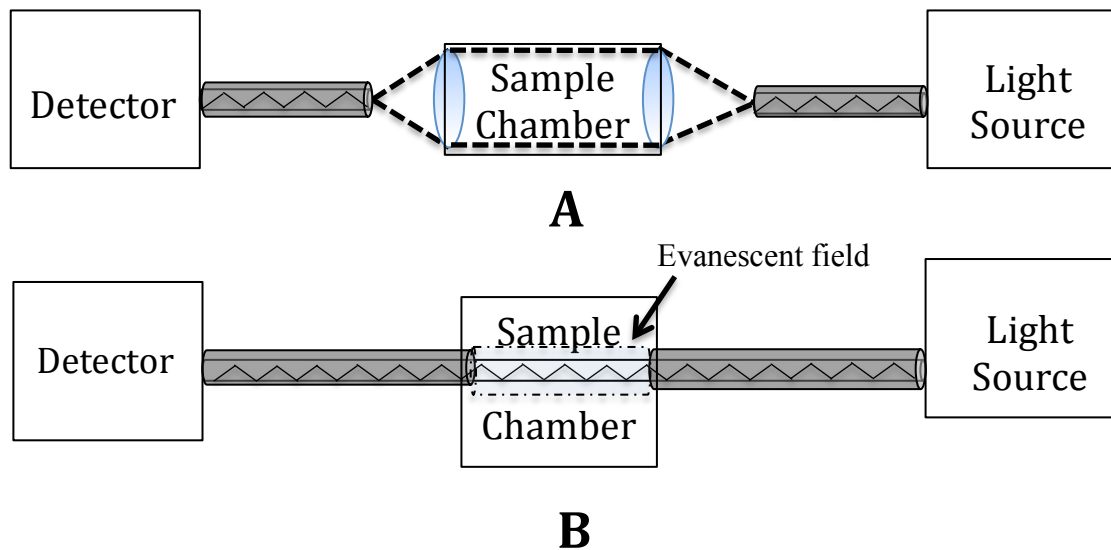 Detector
Sample
Chamber
Light
Source
A
Evanescent field
Detector
Sample
Chamber
Light
Source
B